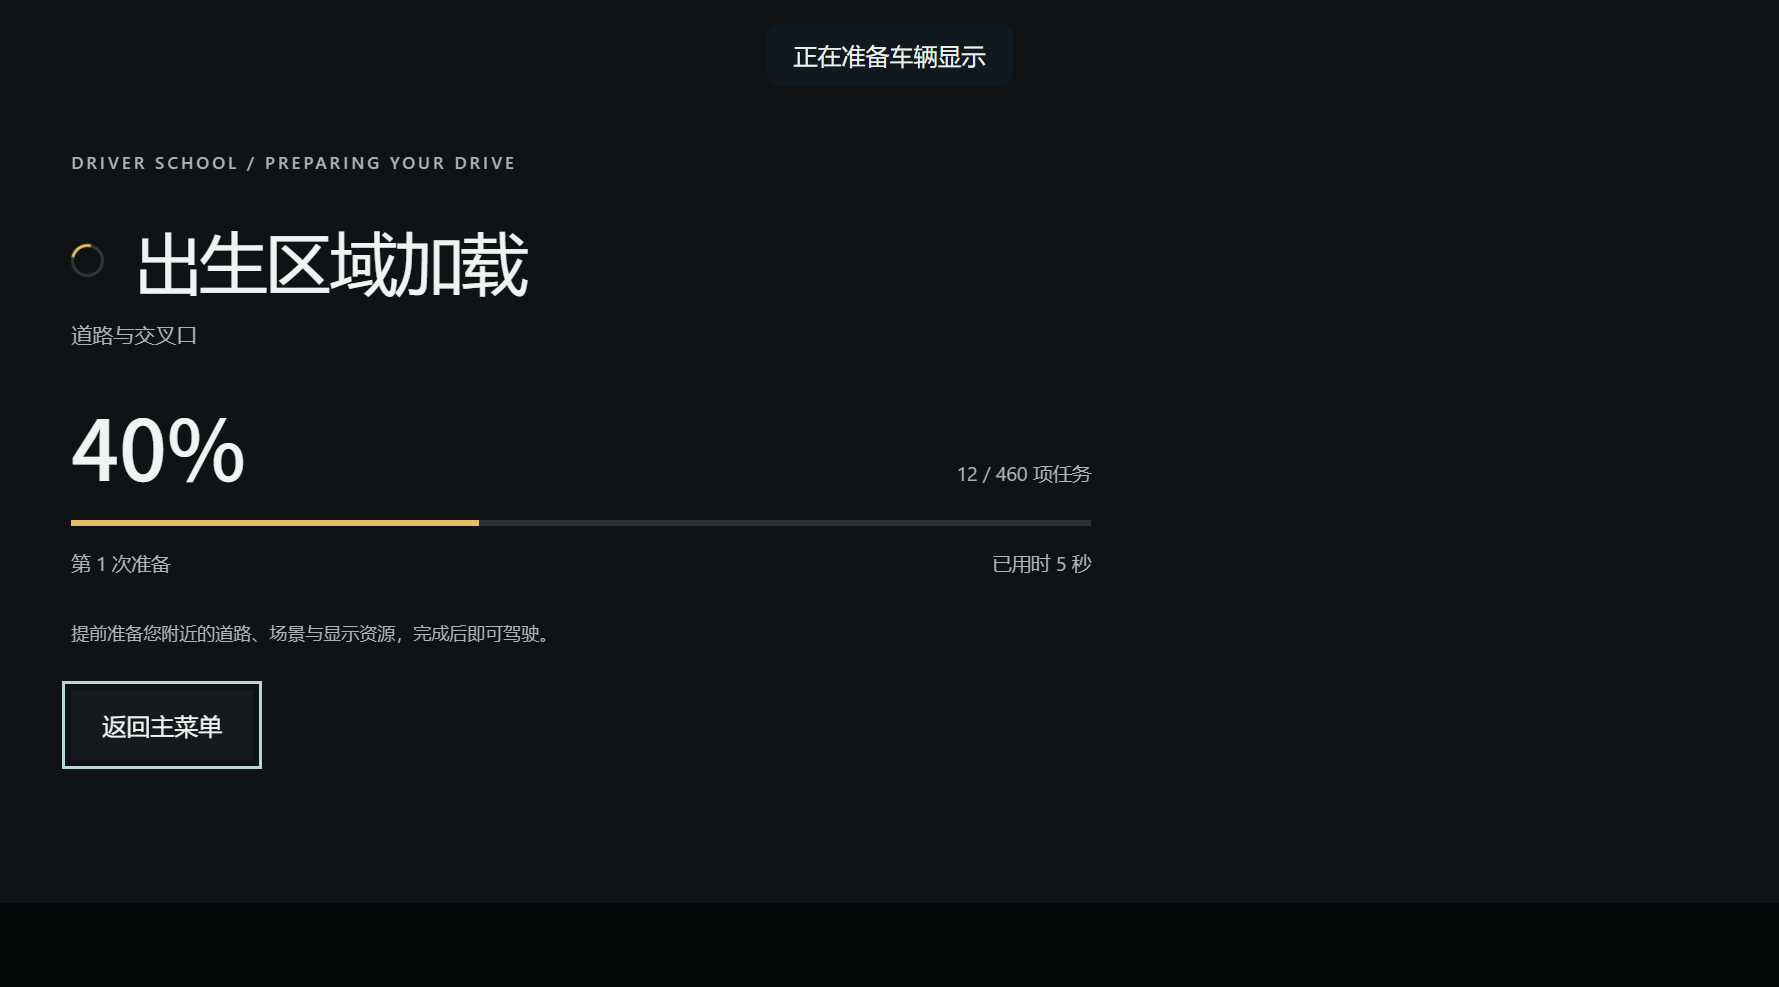 正在准备车辆显示
DRIVER SCHOOL / PREPARING YOUR DRIVE
出生区域加载
道路与交叉口
40%
12 / 460 项任务
第 1 次准备
已用时 5 秒
提前准备您附近的道路、场景与显示资源，完成后即可驾驶。
返回主菜单